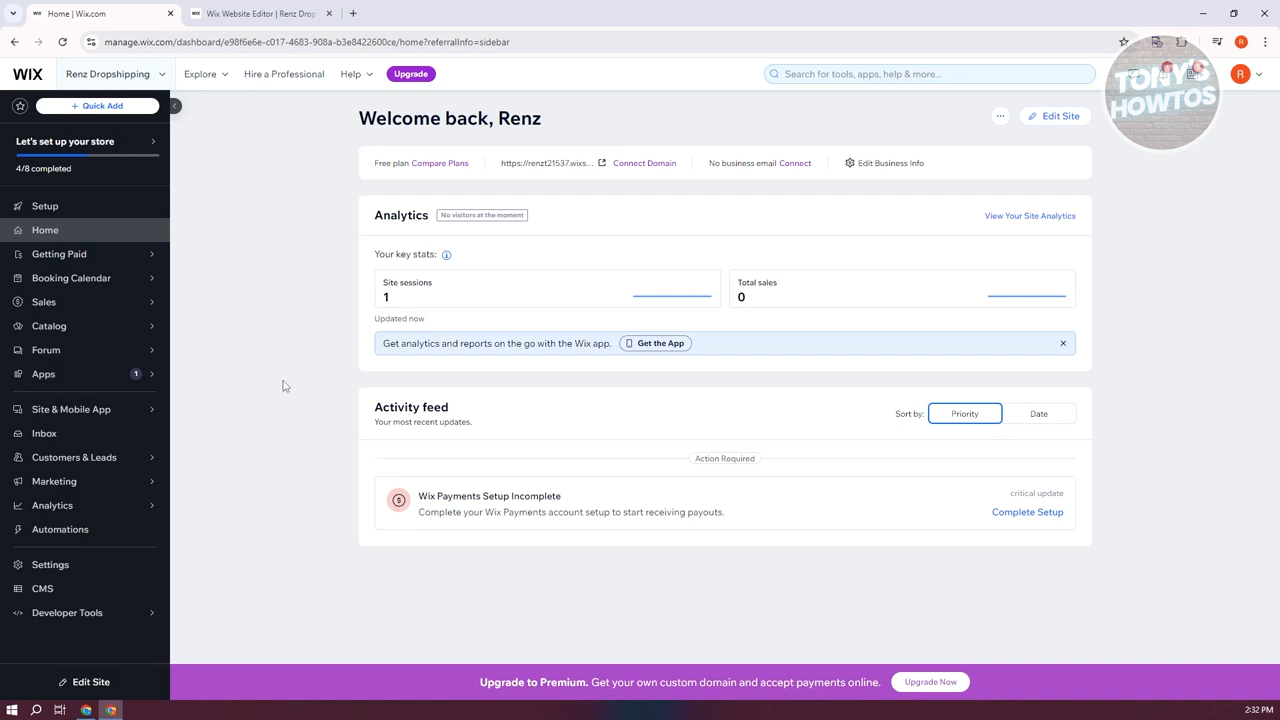 Home | Wix.com
WIX Wix Website Editor | Renz Drop
manage.wix.com/dashboard/e98f6e6e-c017-4683-908a-b3e8422600ce/home?referralInfo=sidebar
R
WIX
Renz Dropshipping
Explore
Hire a Professional
Help
Upgrade
Search for tools, apps, help & more...
R
TONY'S
HOWTOS
+ Quick Add
Let's set up your store
4/8 completed
Setup
Home
Getting Paid
Booking Calendar
Sales
Catalog
Forum
Apps 1
Site & Mobile App
Inbox
Customers & Leads
Marketing
Analytics
Automations
Settings
CMS
Developer Tools
Edit Site
Welcome back, Renz
... Edit Site
Free plan Compare Plans
https://renzt21537.wixs... Connect Domain
No business email Connect
Edit Business Info
Analytics No visitors at the moment
View Your Site Analytics
Your key stats:
Site sessions
1
Total sales
0
Updated now
Get analytics and reports on the go with the Wix app. Get the App
Activity feed
Your most recent updates.
Sort by: Priority Date
Action Required
Wix Payments Setup Incomplete
Complete your Wix Payments account setup to start receiving payouts.
critical update
Complete Setup
Upgrade to Premium. Get your own custom domain and accept payments online. Upgrade Now
2:32 PM